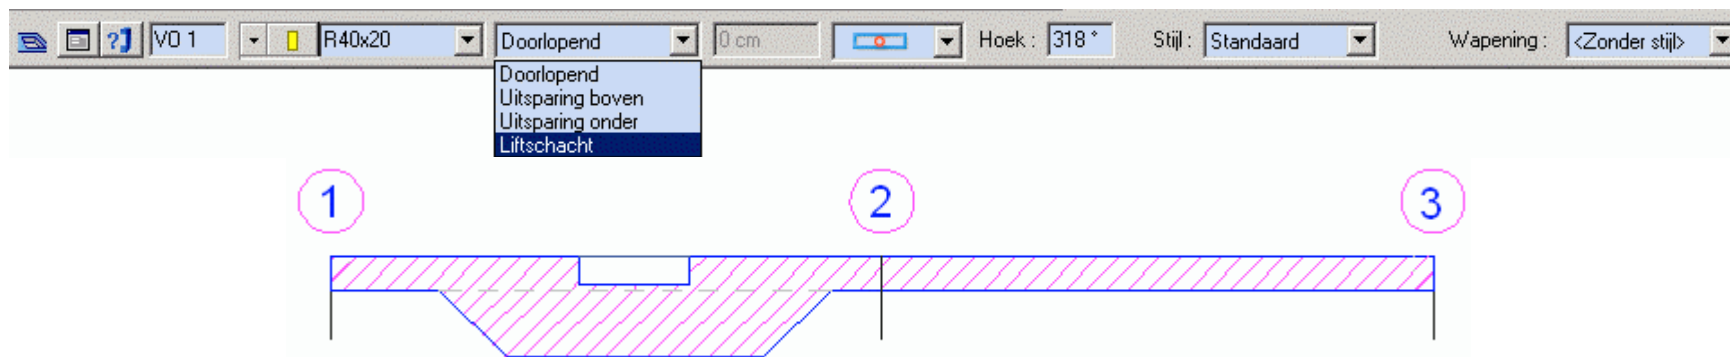 VO 1 R40x20 Doorlopend 0 cm Hoek : 318 ° Stijl : Standaard Wapening : <Zonder stijl>
Doorlopend
Uitsparing boven
Uitsparing onder
Liftschacht
1 2 3